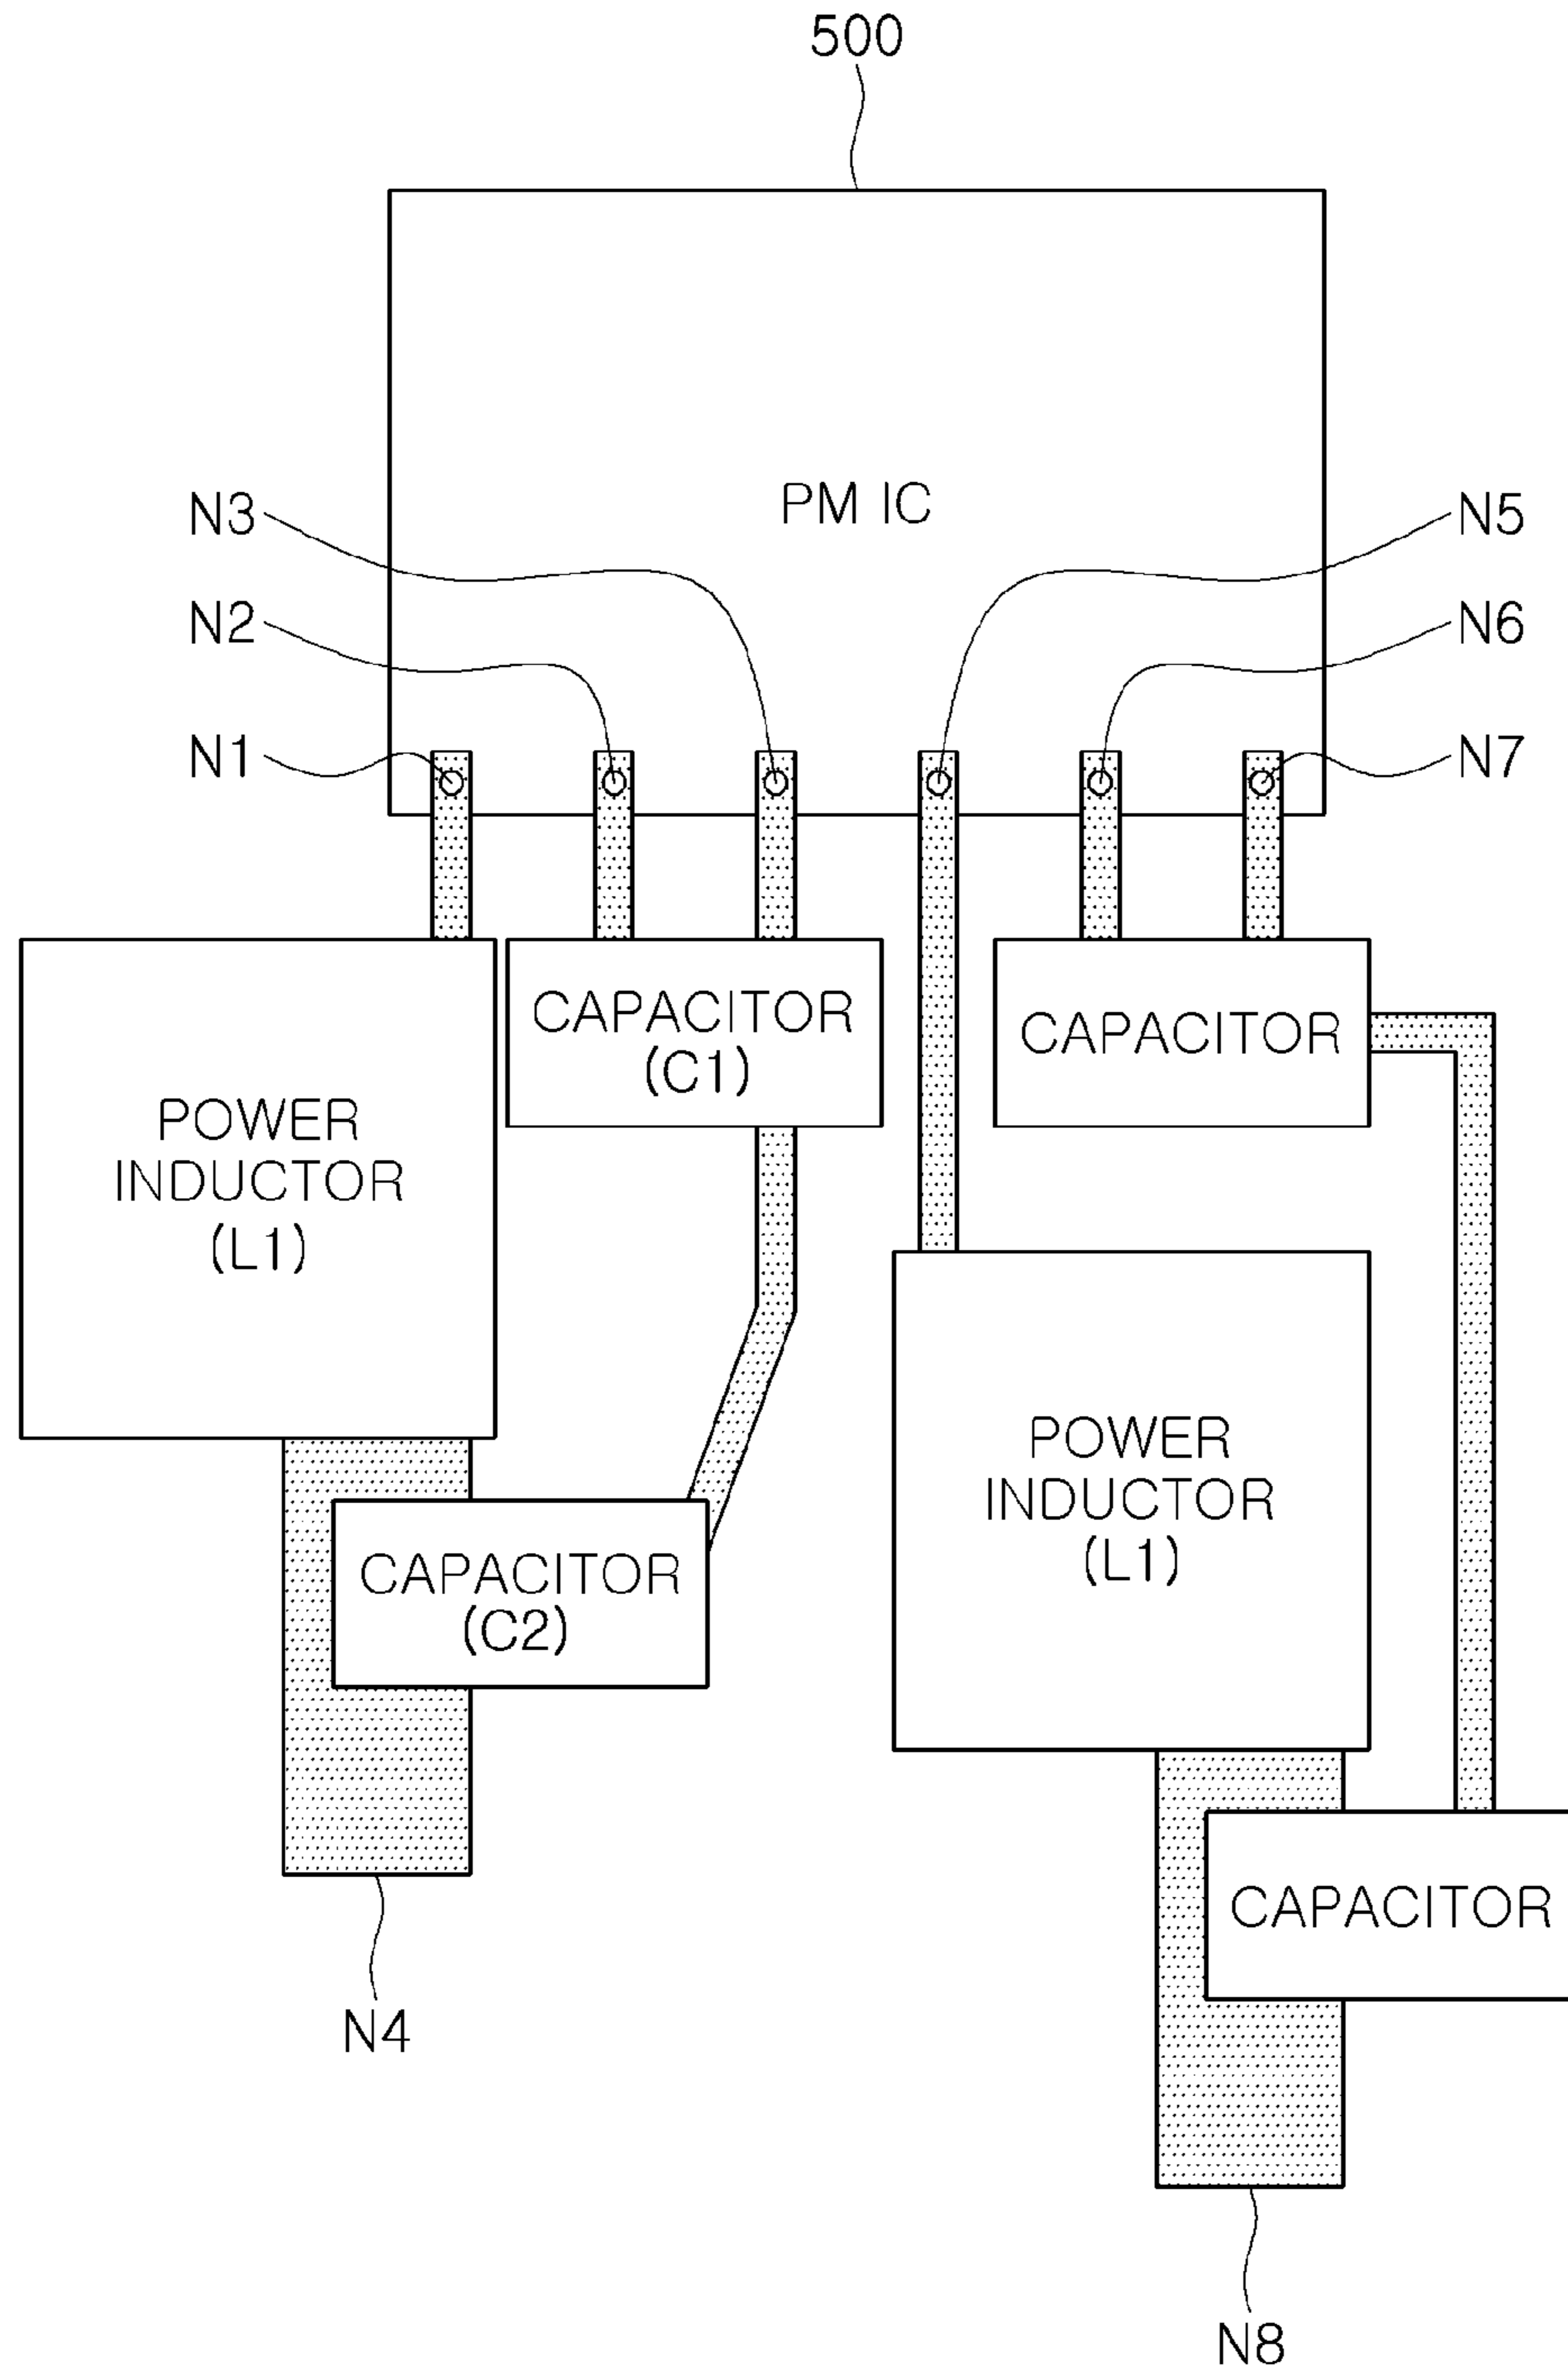 500
PM IC
N3
N5
N2
N6
N1
N7
CAPACITOR
(C1)
CAPACITOR
POWER
INDUCTOR
(L1)
POWER
INDUCTOR
(L1)
CAPACITOR
(C2)
CAPACITOR
N4
N8